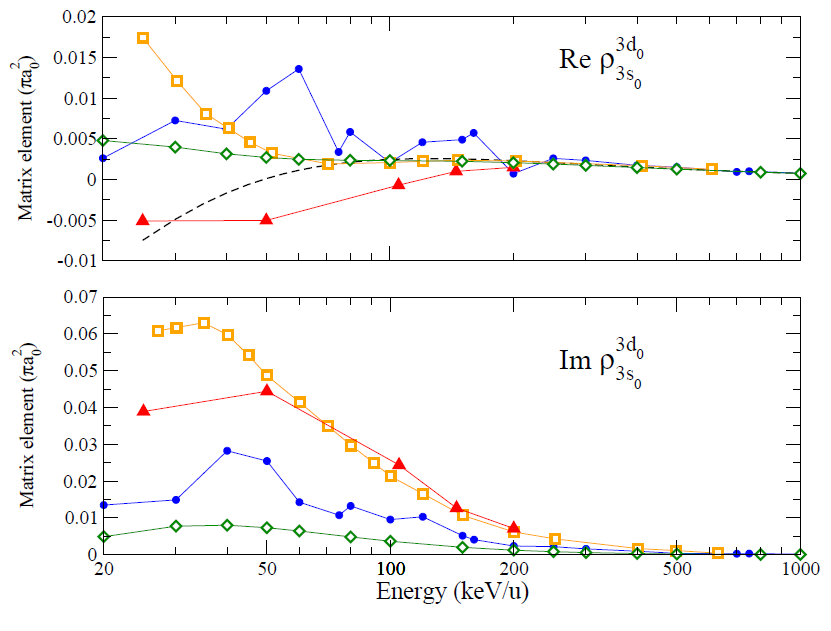 0.02
0.015
0.01
0.005
0
-0.005
-0.01
Matrix element (πa₀²)
Re ρ₃ₛ₀³ᵈ⁰
0.07
0.06
0.05
0.04
0.03
0.02
0.01
0
Matrix element (πa₀²)
Im ρ₃ₛ₀³ᵈ⁰
20 50 100 200 500 1000
Energy (keV/u)